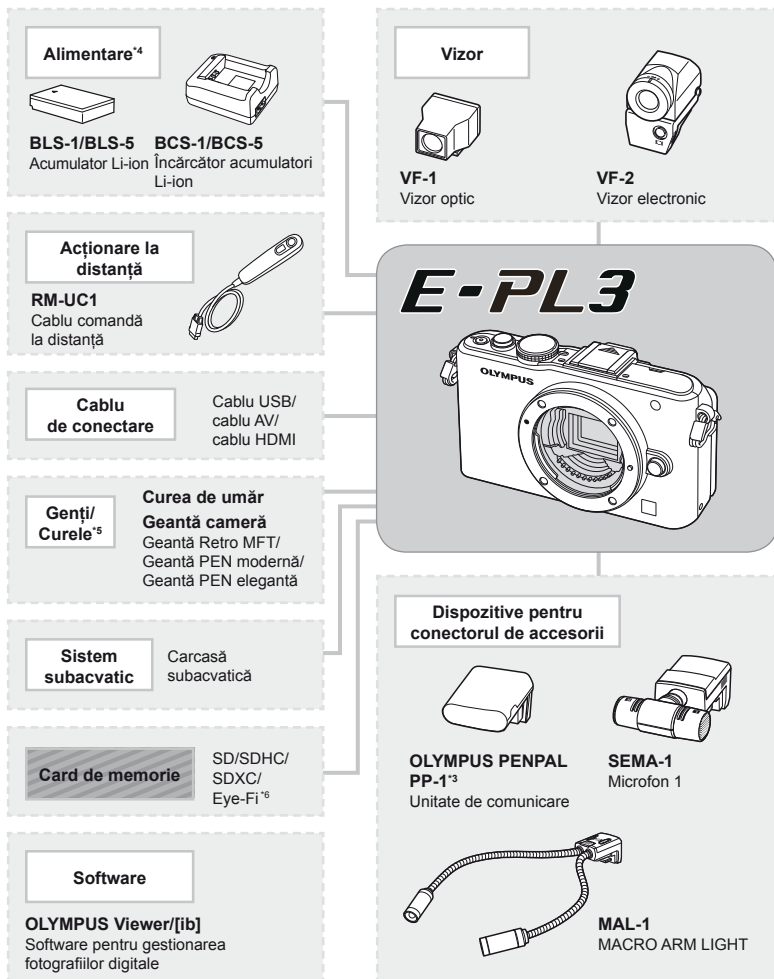 Alimentare*4
BLS-1/BLS-5
Acumulator Li-ion
BCS-1/BCS-5
Încărcător acumulatori
Li-ion
Acționare la
distanță
RM-UC1
Cablu comandă
la distanță
Cablu
de conectare
Cablu USB/
cablu AV/
cablu HDMI
Genți/
Curele*5
Curea de umăr
Geantă cameră
Geantă Retro MFT/
Geantă PEN modernă/
Geantă PEN elegantă
Sistem
subacvatic
Carcasă
subacvatică
Card de memorie
SD/SDHC/
SDXC/
Eye-Fi*6
Software
OLYMPUS Viewer/[ib]
Software pentru gestionarea
fotografiilor digitale
Vizor
VF-1
Vizor optic
VF-2
Vizor electronic
E-PL3
OLYMPUS
Dispozitive pentru
conectorul de accesorii
OLYMPUS PENPAL
PP-1*3
Unitate de comunicare
SEMA-1
Microfon 1
MAL-1
MACRO ARM LIGHT